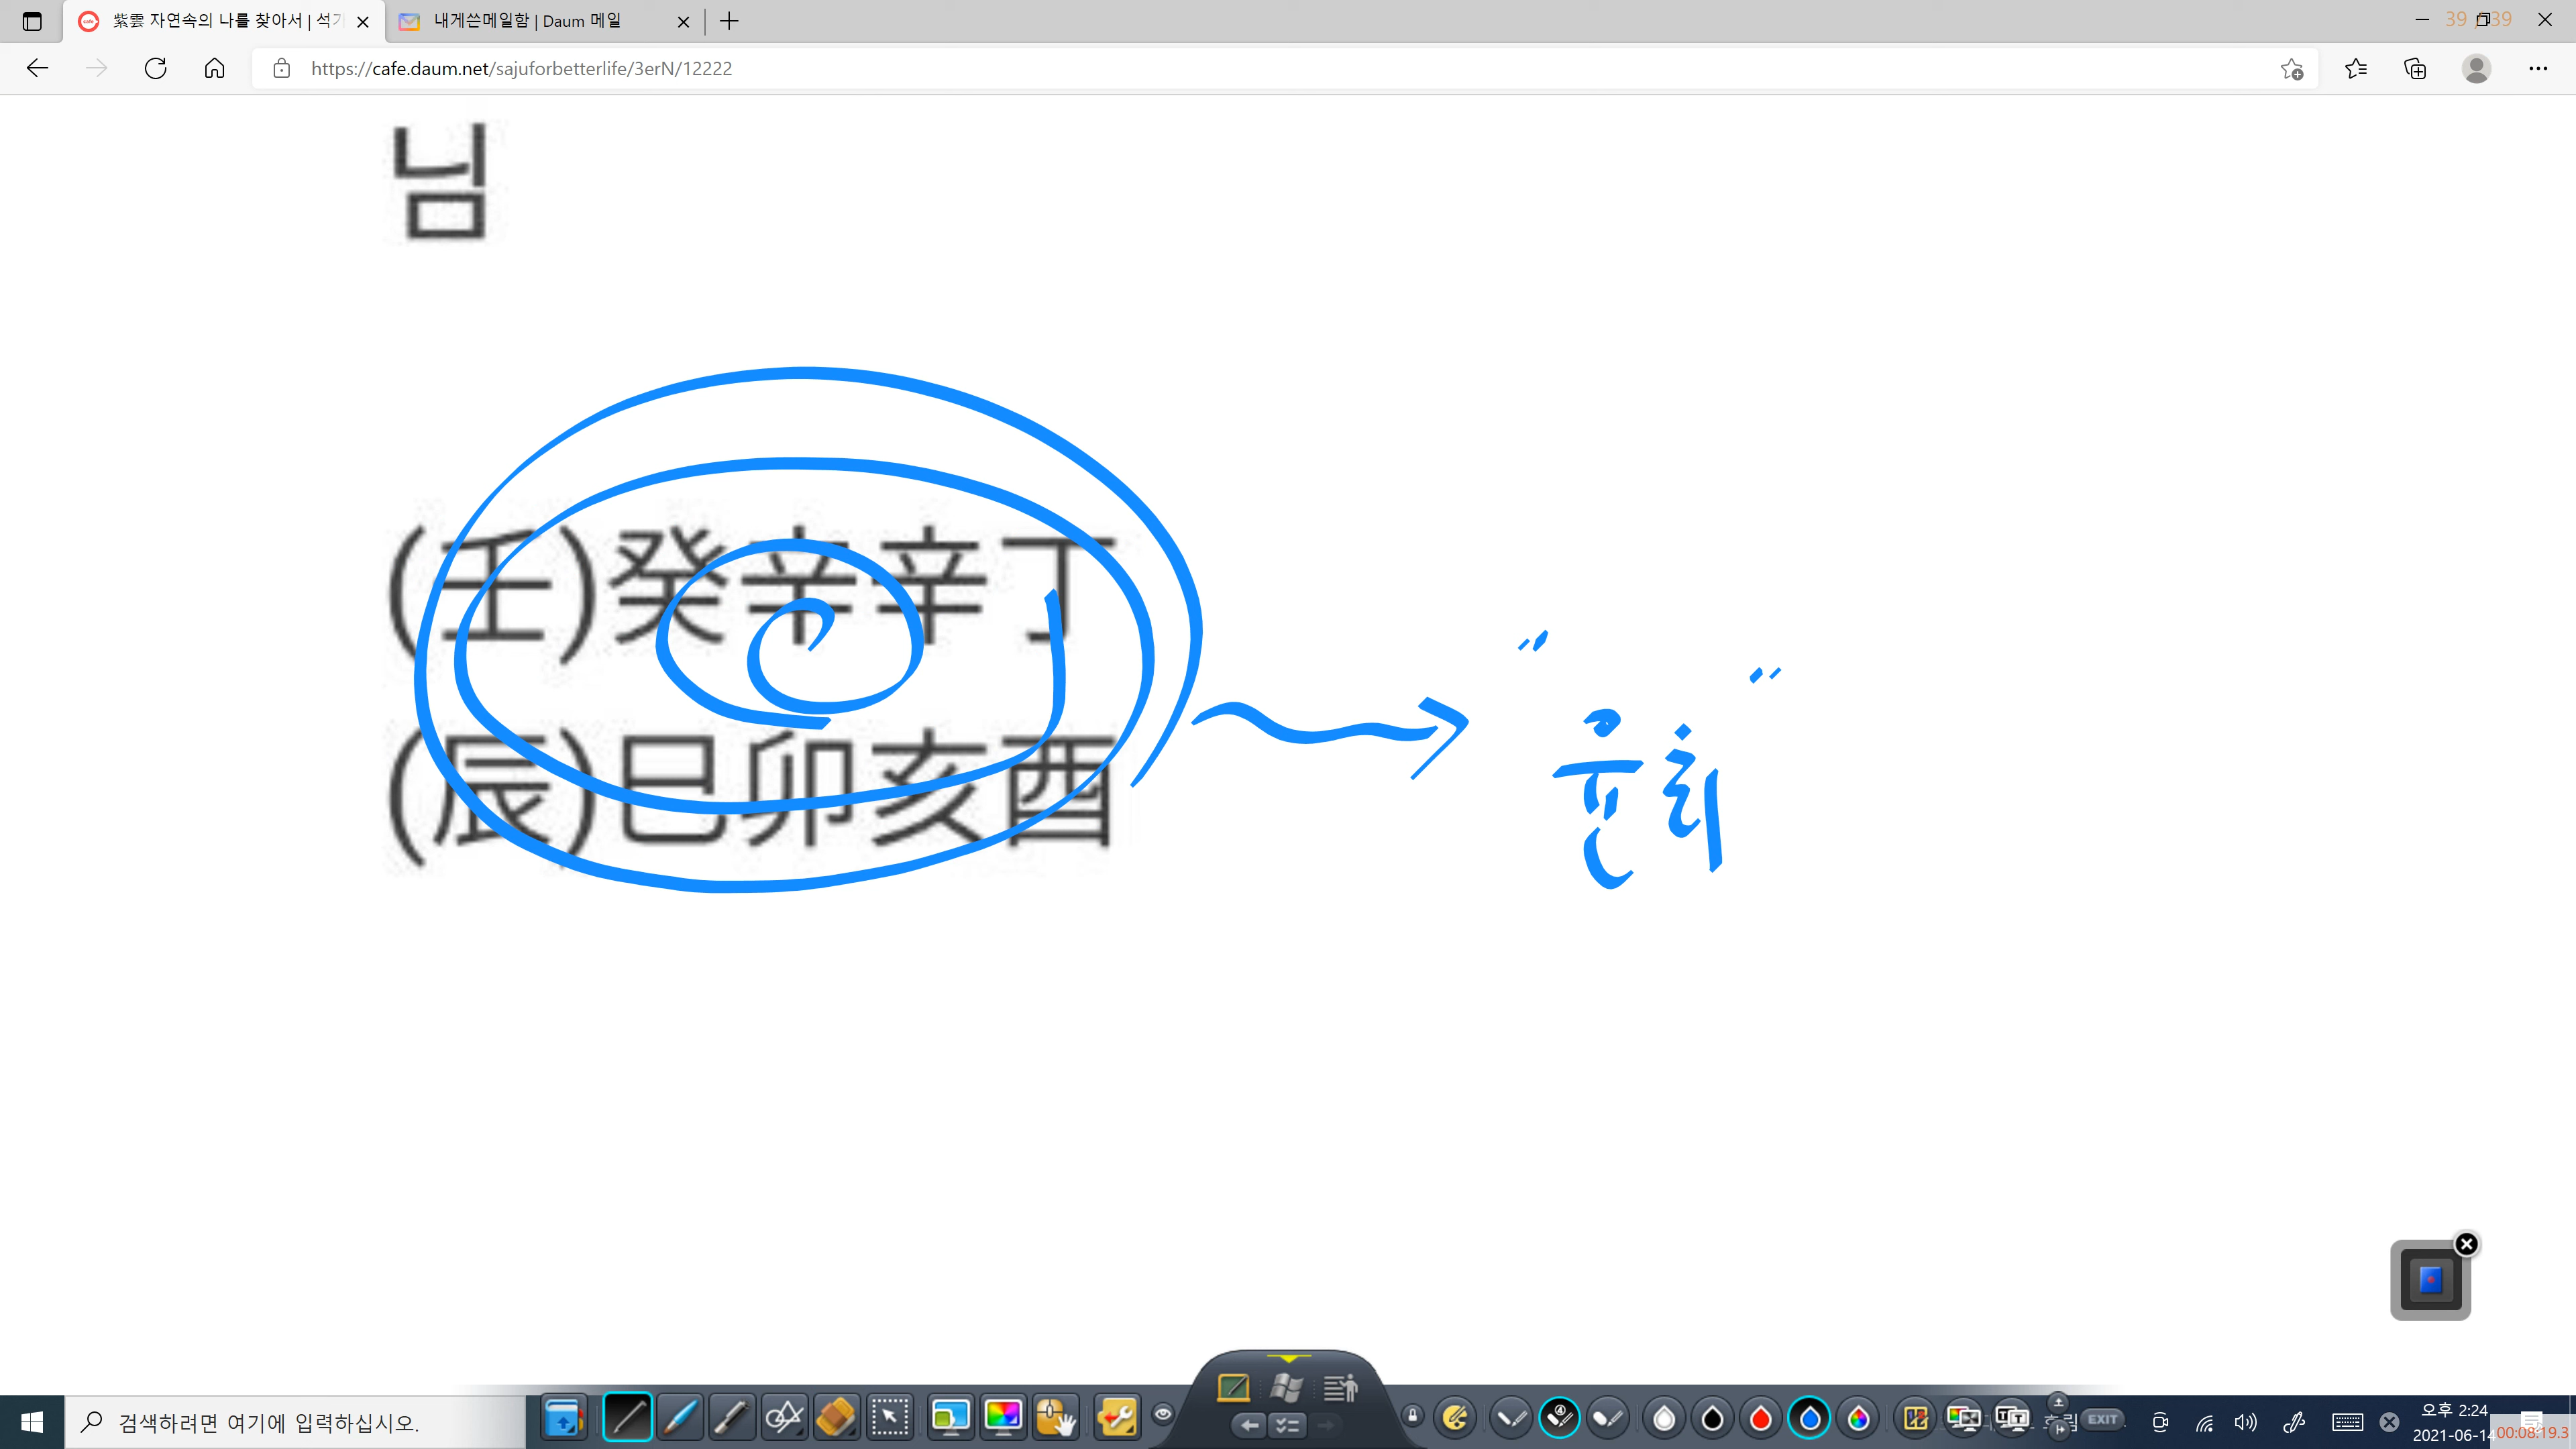 紫雲 자연속의 나를 찾아서 | 석가
내게쓴메일함 | Daum 메일
39 / 39
https://cafe.daum.net/sajuforbetterlife/3erN/12222
님
(壬)癸辛辛丁
(辰)巳卯亥酉
검색하려면 여기에 입력하십시오.
EXIT
오후 2:24
2021-06-14
00:08:19.3